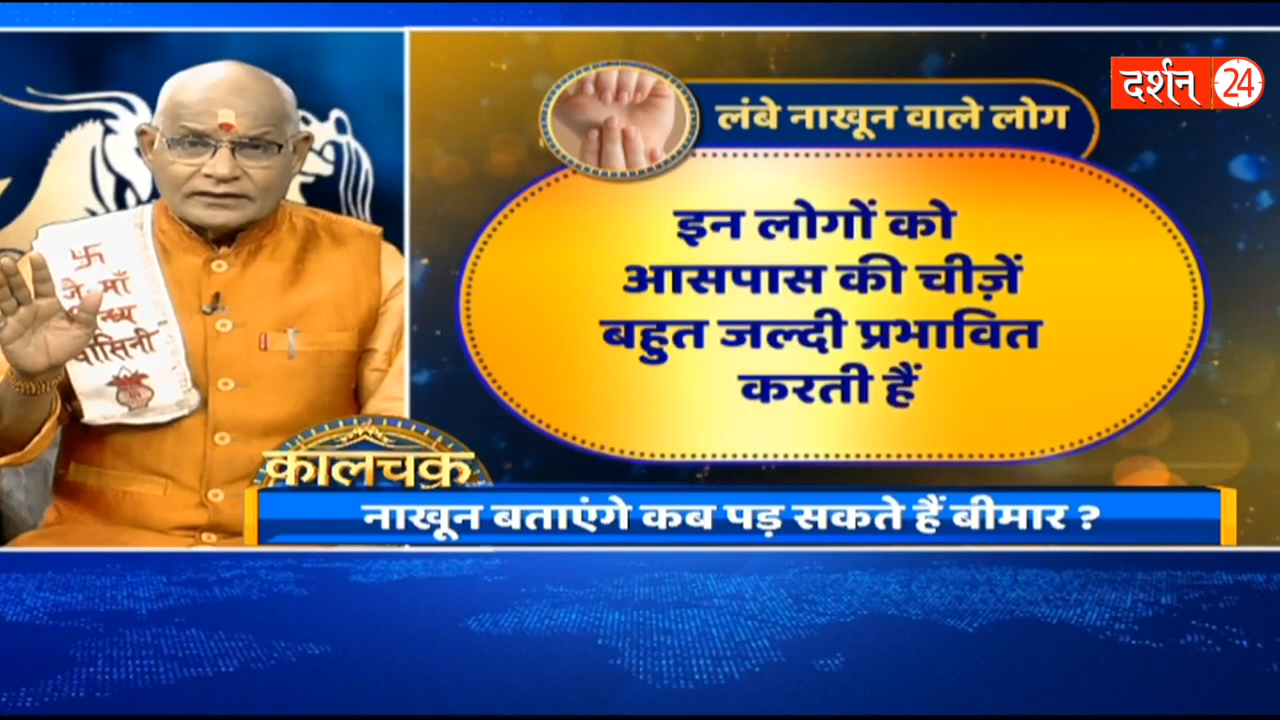 दर्शन 24
लंबे नाखून वाले लोग
इन लोगों को
आसपास की चीज़ें
बहुत जल्दी प्रभावित
करती हैं
जै माँ
वासिनी
कालचक्र
नाखून बताएंगे कब पड़ सकते हैं बीमार ?